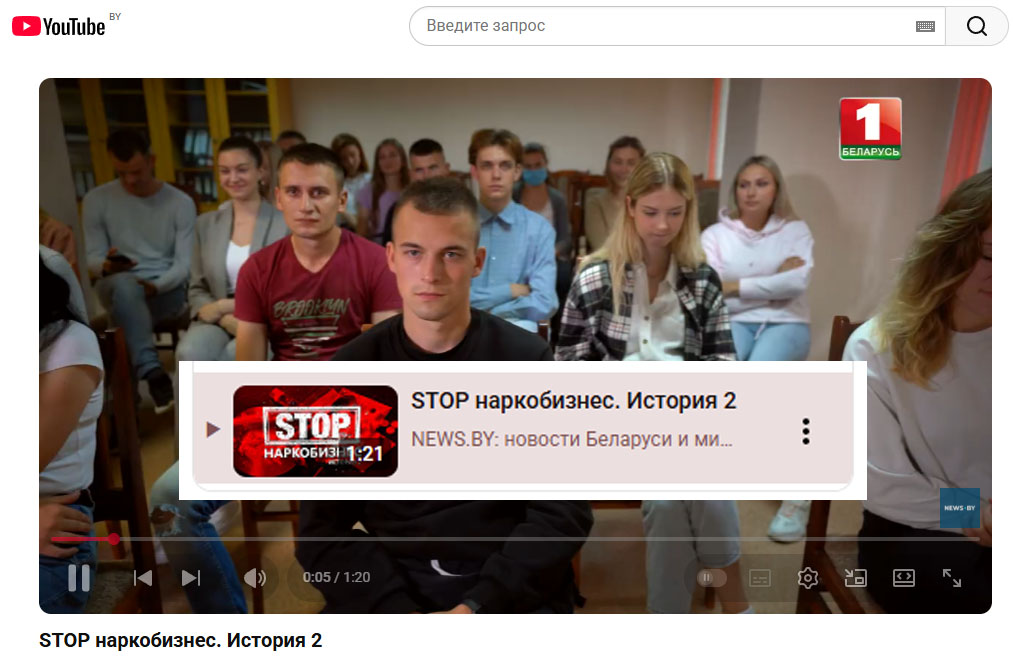 YouTube BY
Введите запрос
1
БЕЛАРУСЬ
BROOKLYN
STOP
НАРКОБИЗН
1:21
STOP наркобизнес. История 2
NEWS.BY: новости Беларуси и ми...
NEWS.BY
0:05 / 1:20
STOP наркобизнес. История 2